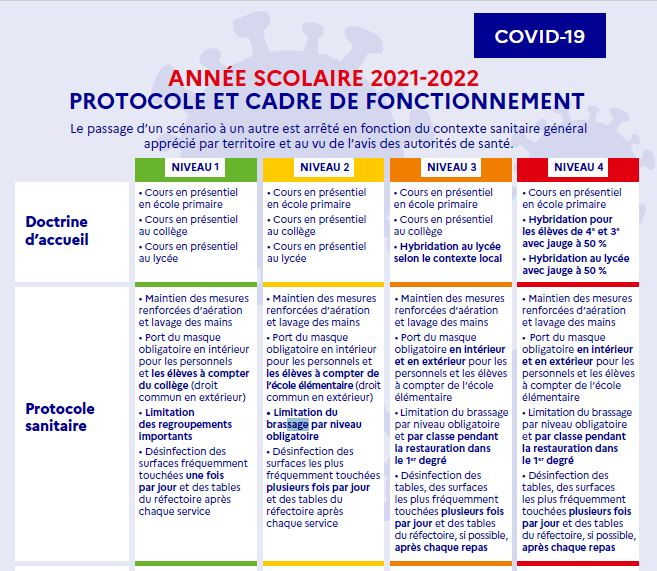 COVID-19
ANNÉE SCOLAIRE 2021-2022
PROTOCOLE ET CADRE DE FONCTIONNEMENT
Le passage d'un scénario à un autre est arrêté en fonction du contexte sanitaire général
apprécié par territoire et au vu de l'avis des autorités de santé.
NIVEAU 1
NIVEAU 2
NIVEAU 3
NIVEAU 4
Doctrine
d'accueil
• Cours en présentiel
en école primaire
• Cours en présentiel
au collège
• Cours en présentiel
au lycée
• Cours en présentiel
en école primaire
• Cours en présentiel
au collège
• Cours en présentiel
au lycée
• Cours en présentiel
en école primaire
• Cours en présentiel
au collège
• Hybridation au lycée
selon le contexte local
• Cours en présentiel
en école primaire
• Hybridation pour
les élèves de 4e et 3e
avec jauge à 50 %
• Hybridation au lycée
avec jauge à 50 %
Protocole
sanitaire
• Maintien des mesures
renforcées d'aération
et lavage des mains
• Port du masque
obligatoire en intérieur
pour les personnels
et les élèves à compter
du collège (droit
commun en extérieur)
• Limitation
des regroupements
importants
• Désinfection des
surfaces fréquemment
touchées une fois
par jour et des tables
du réfectoire après
chaque service
• Maintien des mesures
renforcées d'aération
et lavage des mains
• Port du masque
obligatoire en intérieur
pour les personnels et
les élèves à compter de
l'école élémentaire (droit
commun en extérieur)
• Limitation du
brassage par niveau
obligatoire
• Désinfection des
surfaces les plus
fréquemment touchées
plusieurs fois par jour
et des tables du
réfectoire après
chaque service
• Maintien des mesures
renforcées d'aération
et lavage des mains
• Port du masque
obligatoire en intérieur
et en extérieur pour les
personnels et les élèves
à compter de l'école
élémentaire
• Limitation du brassage
par niveau obligatoire
et par classe pendant
la restauration dans
le 1er degré
• Désinfection des
tables, des surfaces
les plus fréquemment
touchées plusieurs fois
par jour et des tables
du réfectoire, si possible,
après chaque repas
• Maintien des mesures
renforcées d'aération
et lavage des mains
• Port du masque
obligatoire en intérieur
et en extérieur pour les
personnels et les élèves
à compter de l'école
élémentaire
• Limitation du brassage
par niveau obligatoire
et par classe pendant
la restauration dans
le 1er degré
• Désinfection des
tables, des surfaces
les plus fréquemment
touchées plusieurs fois
par jour et des tables
du réfectoire, si possible,
après chaque repas